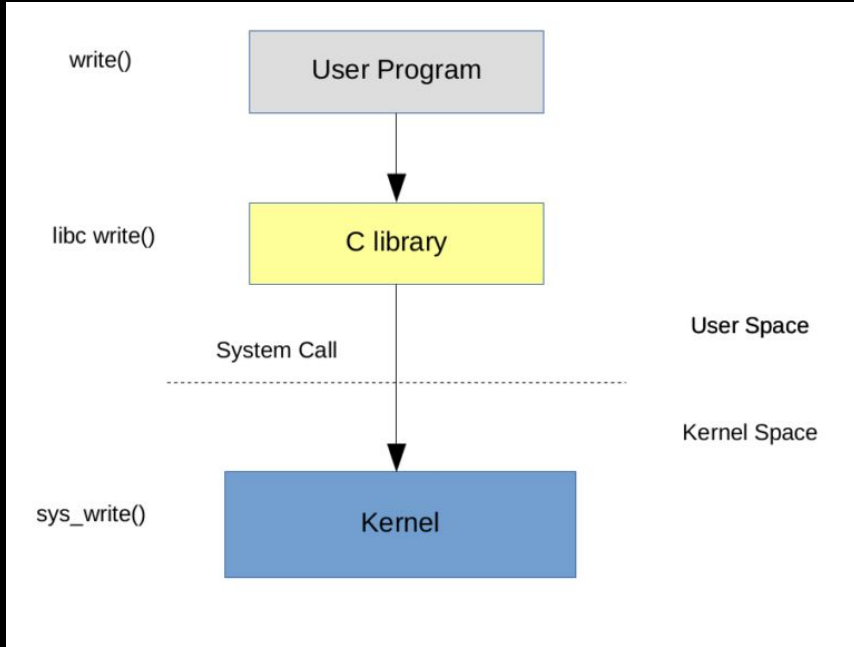 write()
User Program
libc write()
C library
User Space
System Call
Kernel Space
sys_write()
Kernel